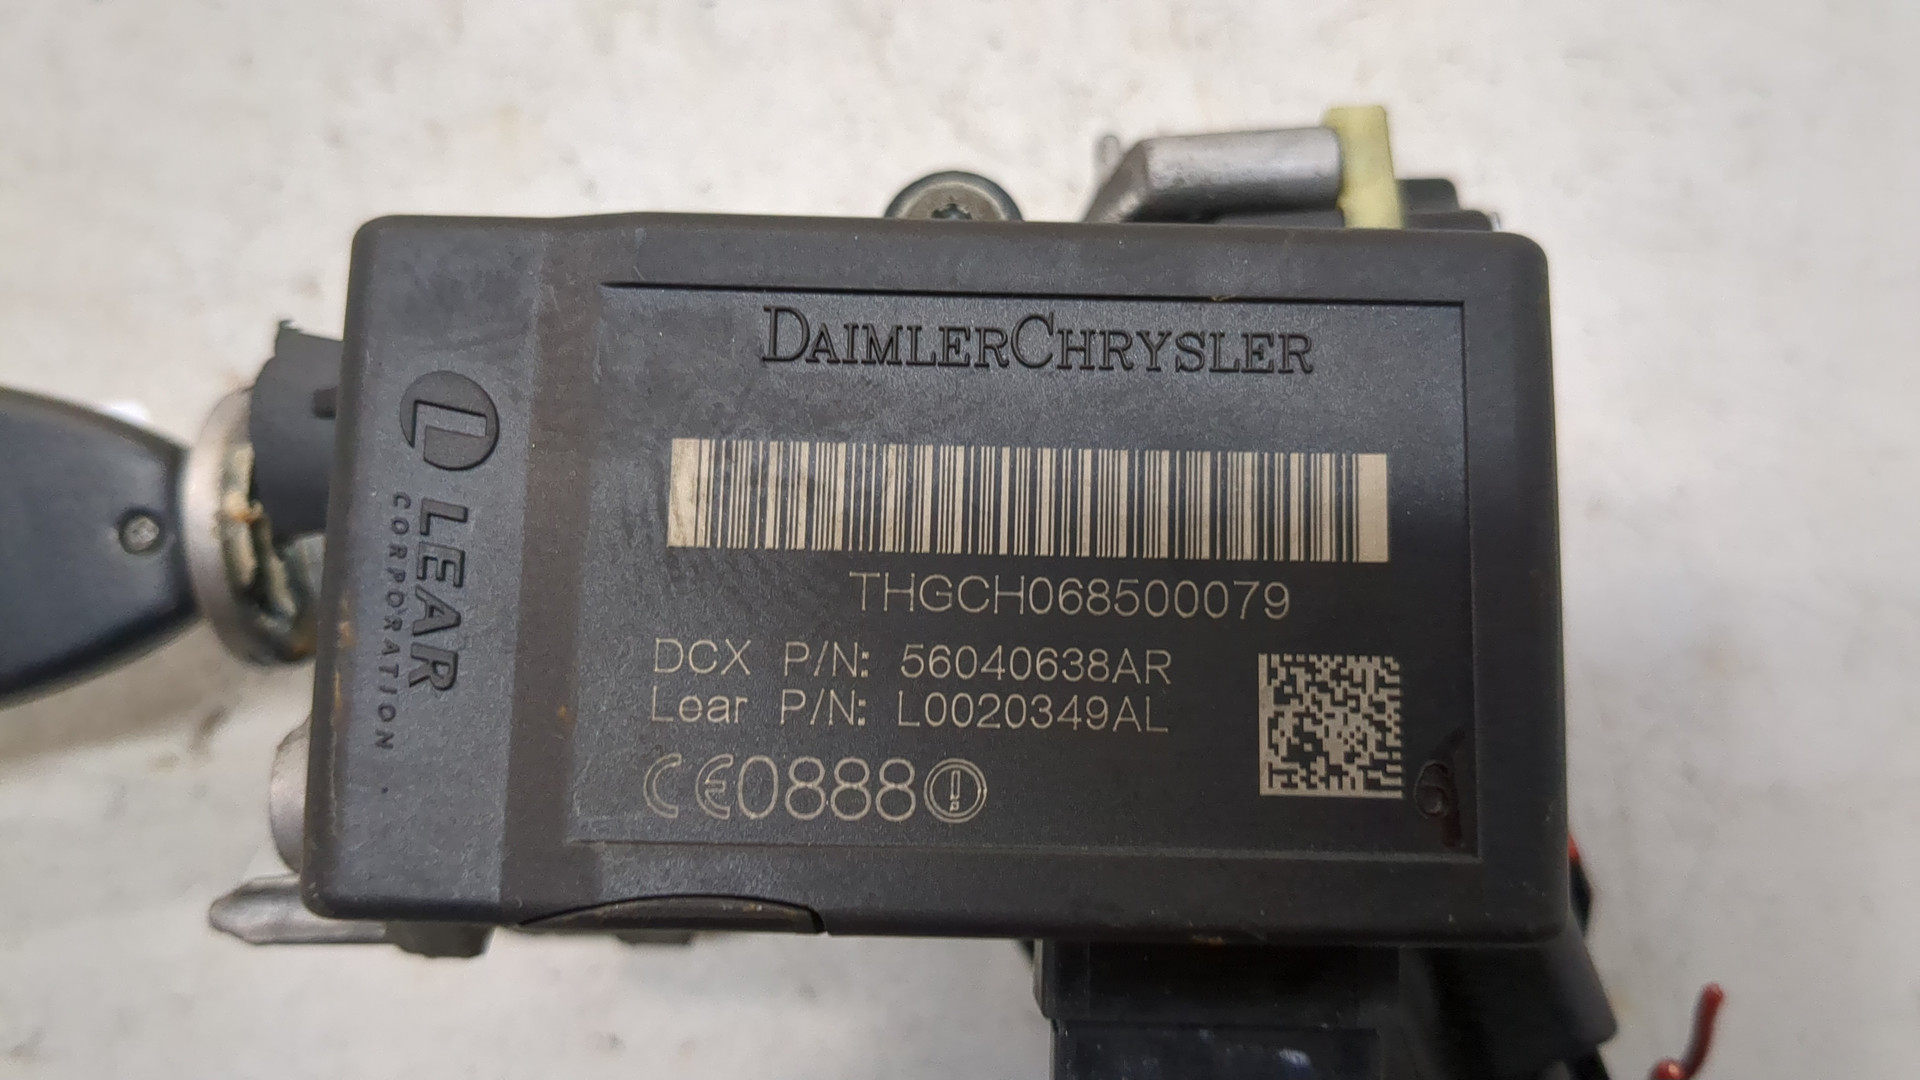 DAIMLERCHRYSLER
LEAR
CORPORATION
THGCH068500079
DCX P/N: 56040638AR
Lear P/N: L0020349AL
CE0888